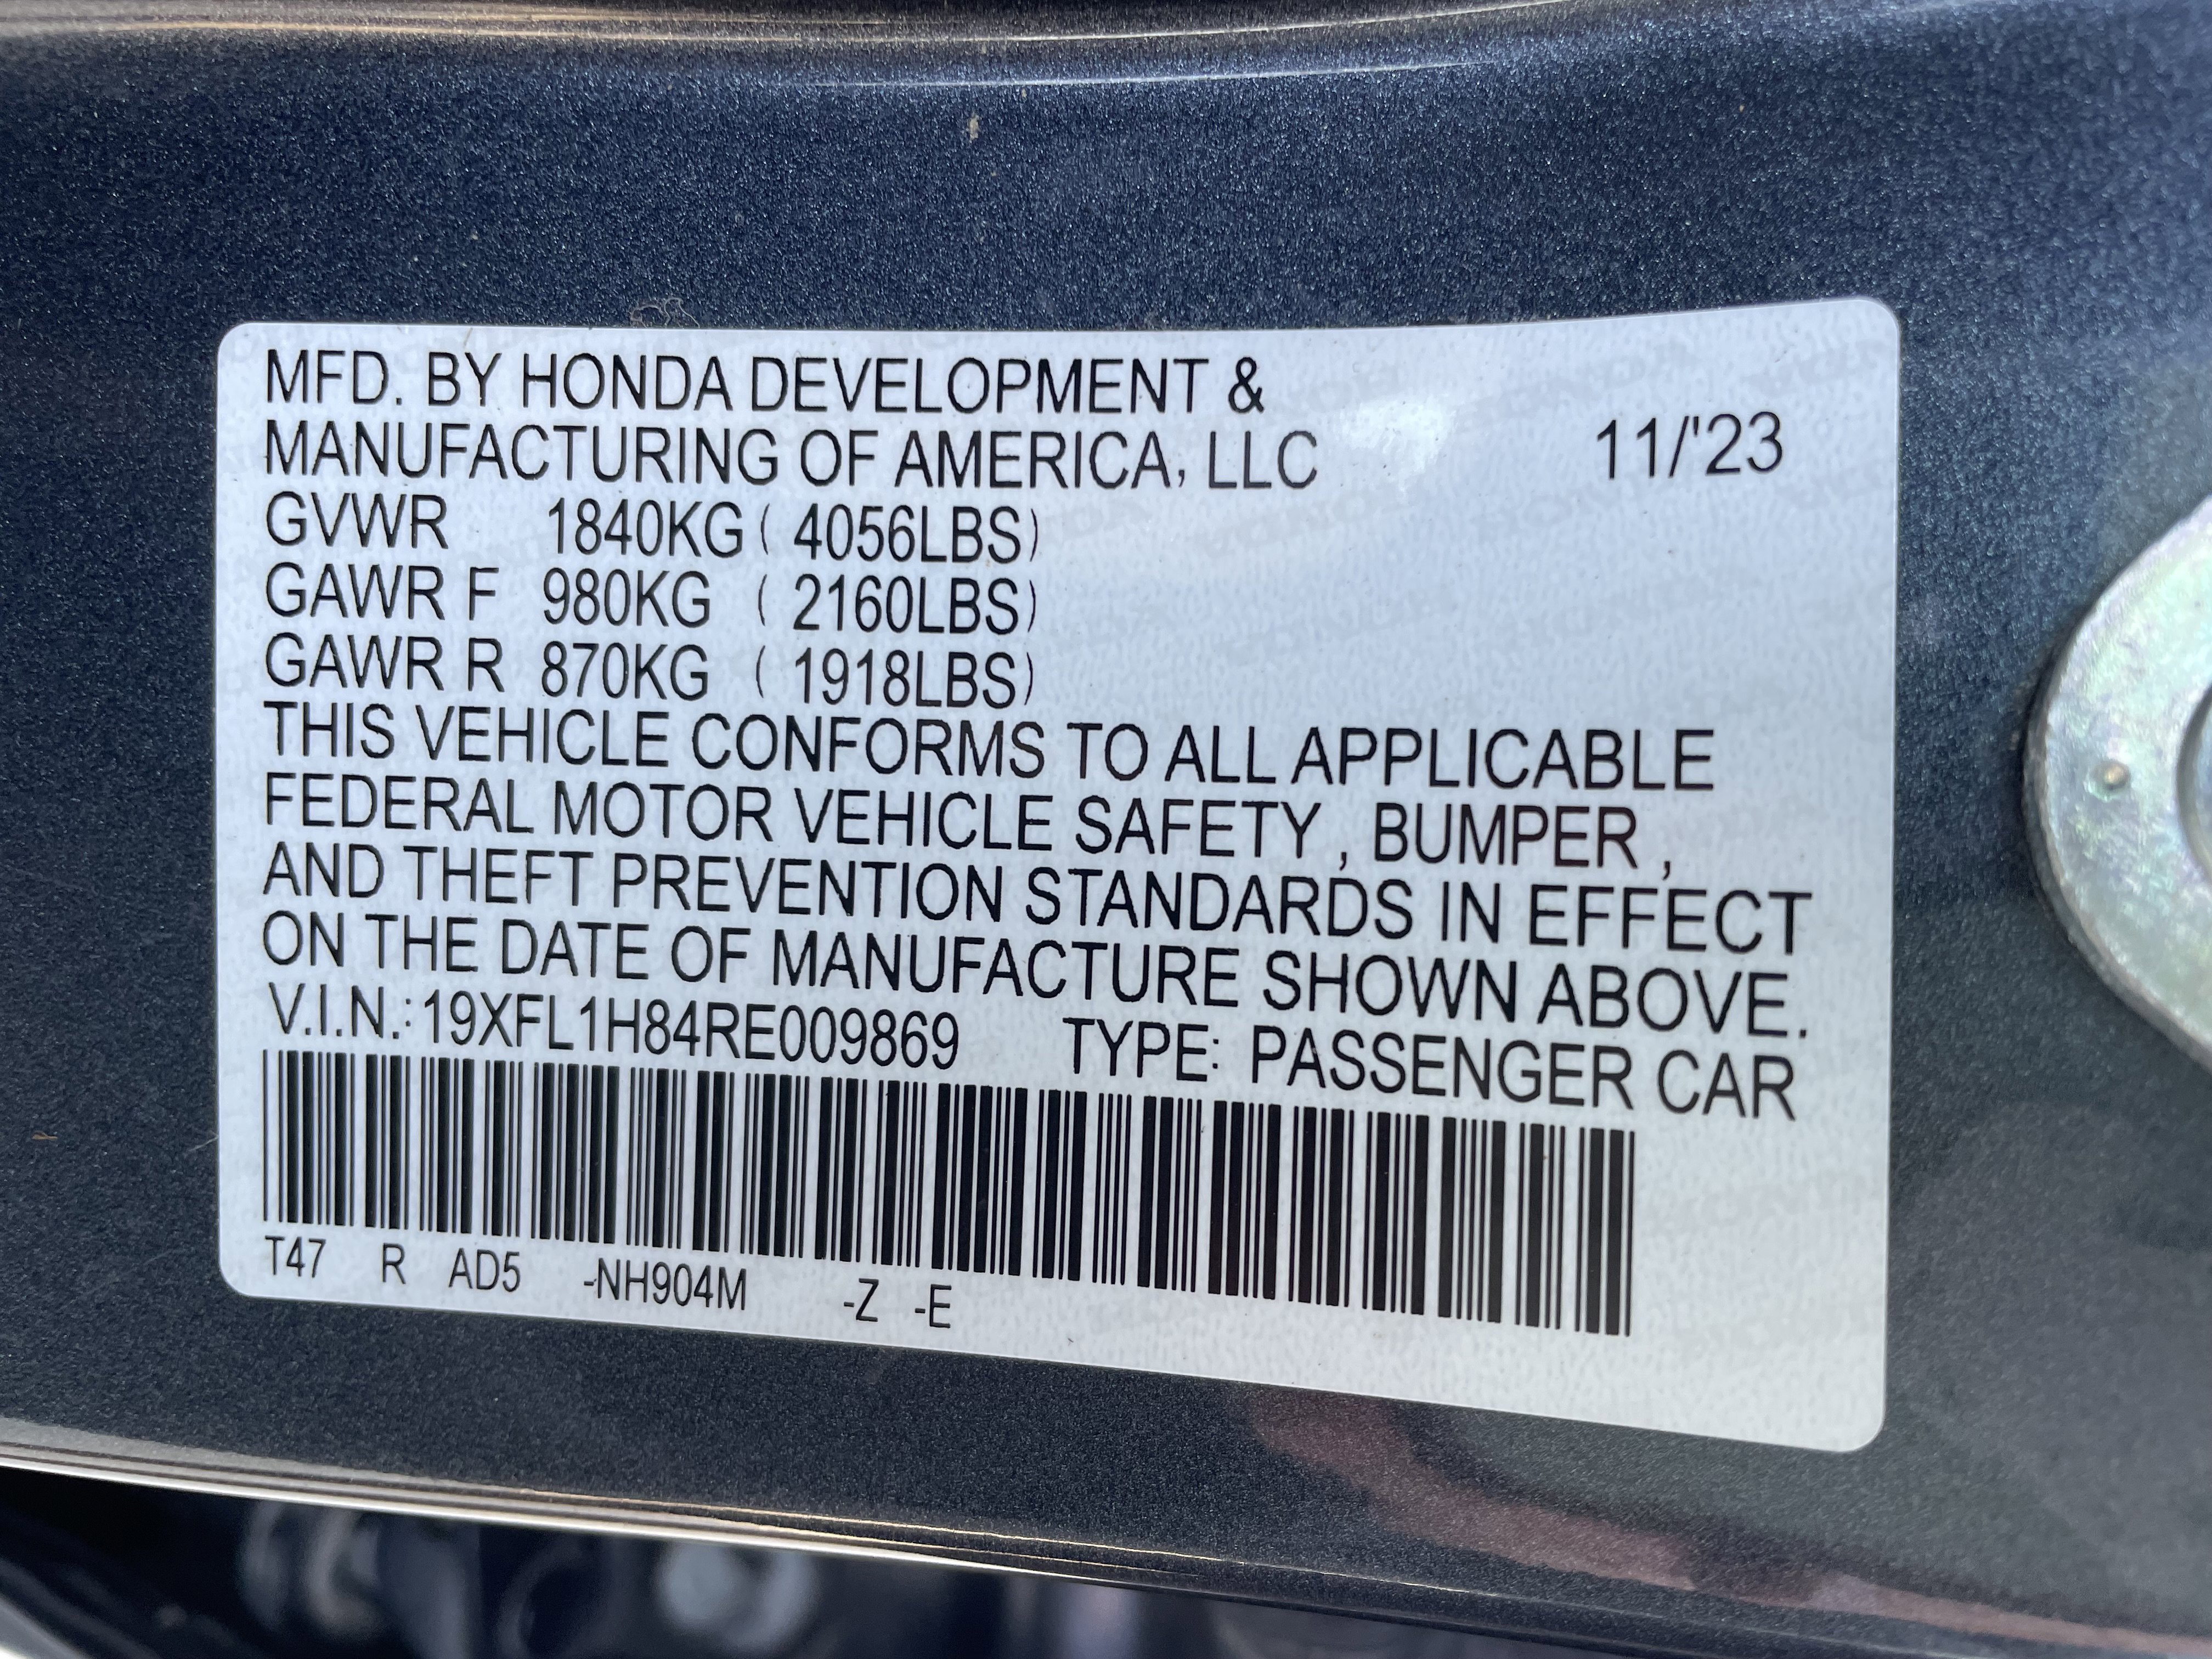 MFD. BY HONDA DEVELOPMENT &
MANUFACTURING OF AMERICA, LLC 11/'23
GVWR 1840KG ( 4056LBS)
GAWR F 980KG ( 2160LBS)
GAWR R 870KG ( 1918LBS)
THIS VEHICLE CONFORMS TO ALL APPLICABLE
FEDERAL MOTOR VEHICLE SAFETY , BUMPER ,
AND THEFT PREVENTION STANDARDS IN EFFECT
ON THE DATE OF MANUFACTURE SHOWN ABOVE.
V.I.N.: 19XFL1H84RE009869 TYPE: PASSENGER CAR
T47 R AD5 -NH904M -Z -E